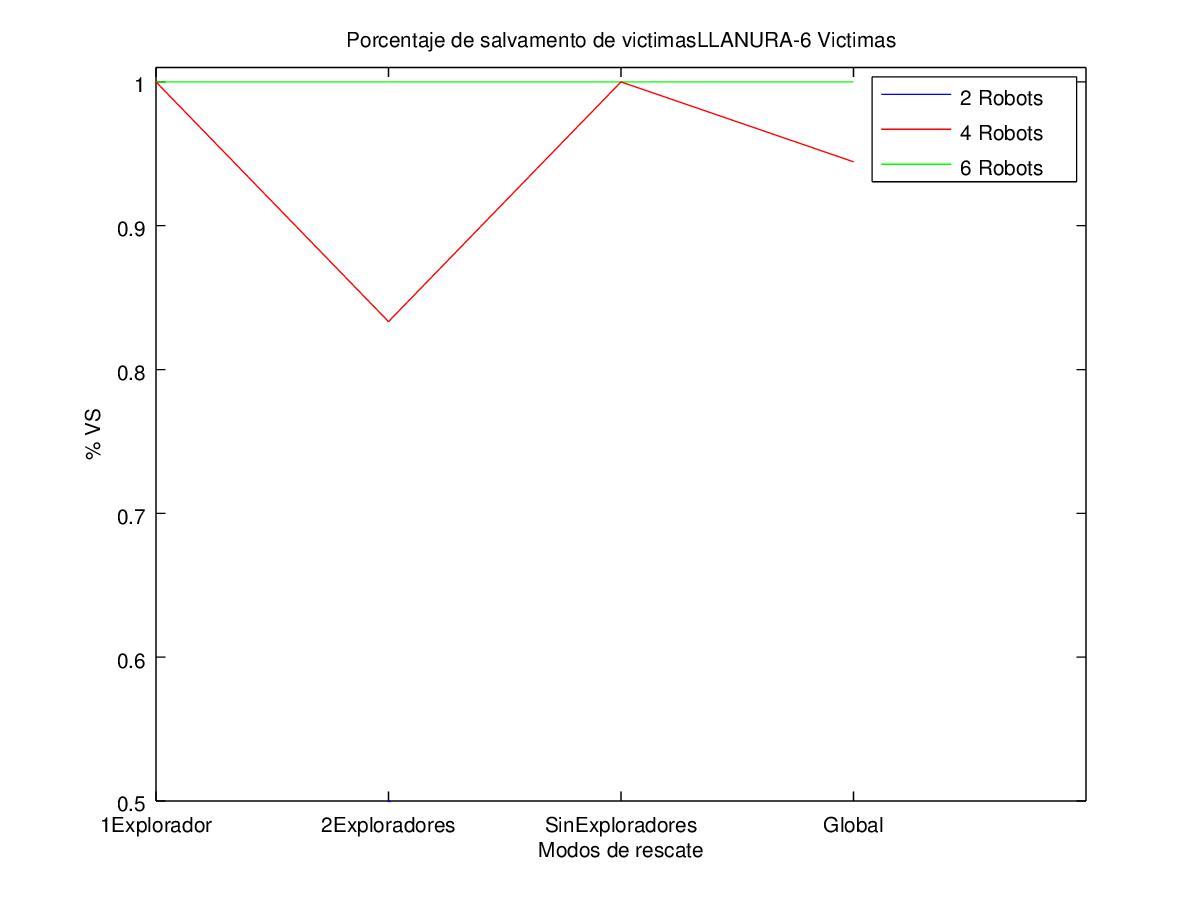 Porcentaje de salvamento de victimasLLANURA-6 Victimas
1
0.9
0.8
0.7
0.6
0.5
% VS
2 Robots
4 Robots
6 Robots
1Explorador
2Exploradores
SinExploradores
Global
Modos de rescate